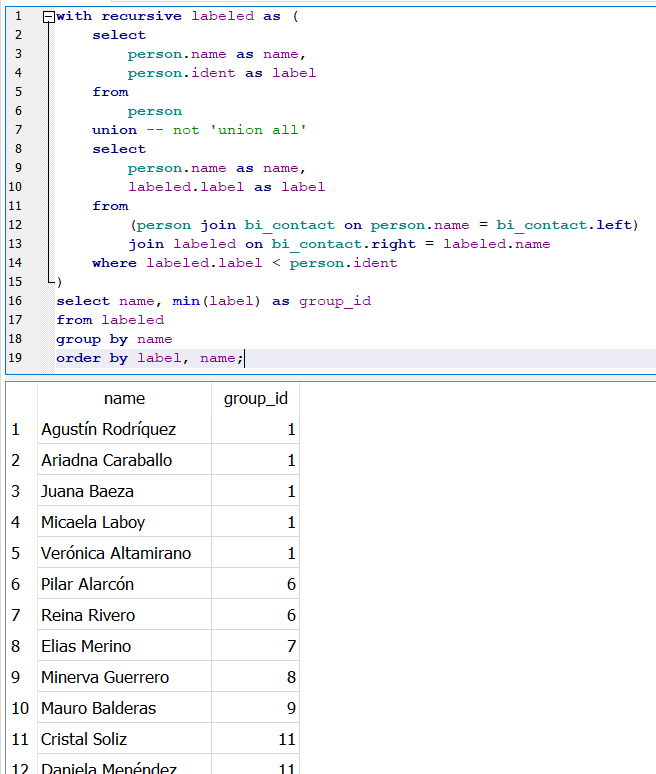 1 with recursive labeled as (
2 select
3 person.name as name,
4 person.ident as label
5 from
6 person
7 union -- not 'union all'
8 select
9 person.name as name,
10 labeled.label as label
11 from
12 (person join bi_contact on person.name = bi_contact.left)
13 join labeled on bi_contact.right = labeled.name
14 where labeled.label < person.ident
15 )
16 select name, min(label) as group_id
17 from labeled
18 group by name
19 order by label, name;
name group_id
1 Agustín Rodríquez 1
2 Ariadna Caraballo 1
3 Juana Baeza 1
4 Micaela Laboy 1
5 Verónica Altamirano 1
6 Pilar Alarcón 6
7 Reina Rivero 6
8 Elias Merino 7
9 Minerva Guerrero 8
10 Mauro Balderas 9
11 Cristal Soliz 11
12 Daniela Menéndez 11